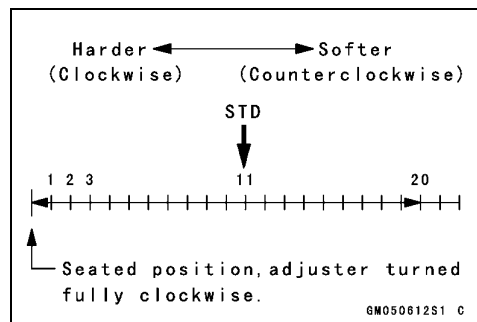 Harder Softer
(Clockwise) (Counterclockwise)
STD
1 2 3 11 20
Seated position, adjuster turned
fully clockwise.
GM050612S1 C